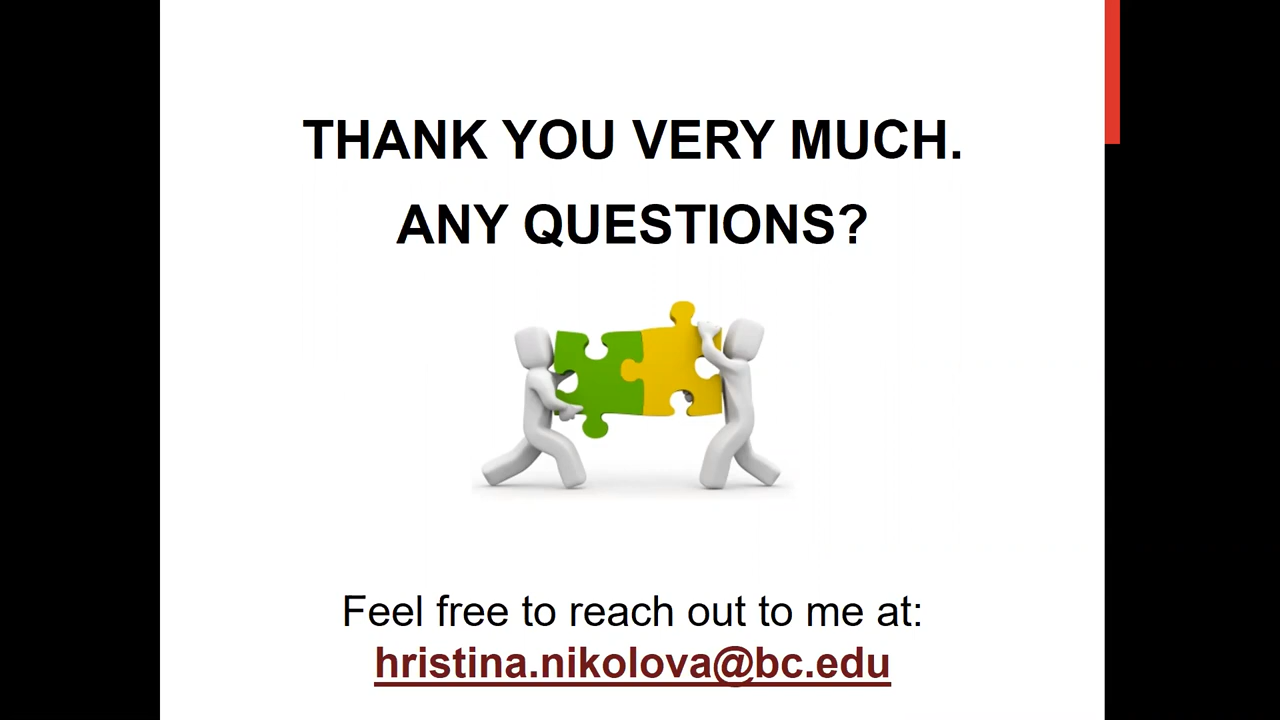 THANK YOU VERY MUCH.
ANY QUESTIONS?
Feel free to reach out to me at:
hristina.nikolova@bc.edu